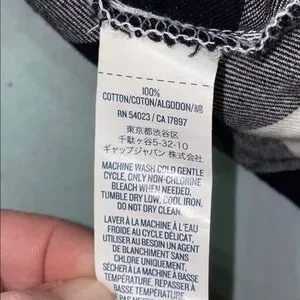 100%
COTTON/COTON/ALGODON/綿
RN 54023 / CA 17897
東京都渋谷区
千駄ヶ谷5-32-10
ギャップジャパン 株式会社
MACHINE WASH COLD GENTLE
CYCLE, ONLY NON-CHLORINE
BLEACH WHEN NEEDED,
TUMBLE DRY LOW, COOL IRON,
DO NOT DRY CLEAN.
LAVER À LA MACHINE À L'EAU
FROIDE AU CYCLE DÉLICAT,
UTILISER AU BESOIN UN AGENT
DE BLANCHIMENT SANS
CHLORE UNIQUEMENT,
SÉCHER À LA MACHINE À BASSE
TEMPÉRATURE, REPASSER À
BASSE TEMPÉRATURE
PAS NE